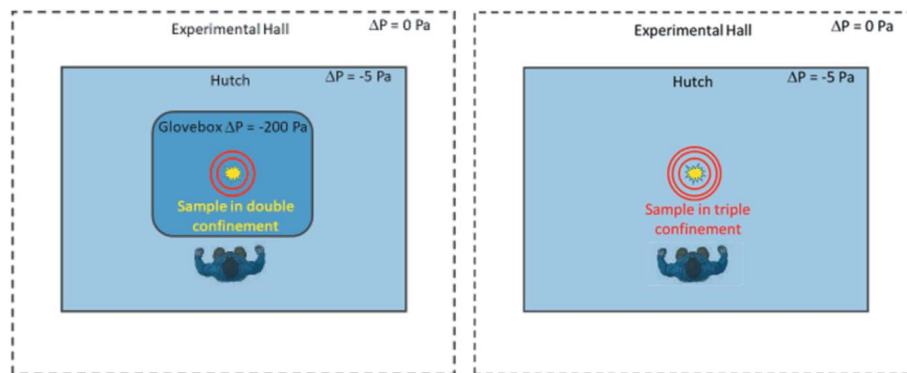 Experimental Hall
ΔP = 0 Pa
Hutch
ΔP = -5 Pa
Glovebox ΔP = -200 Pa
Sample in double
confinement
Experimental Hall
ΔP = 0 Pa
Hutch
ΔP = -5 Pa
Sample in triple
confinement